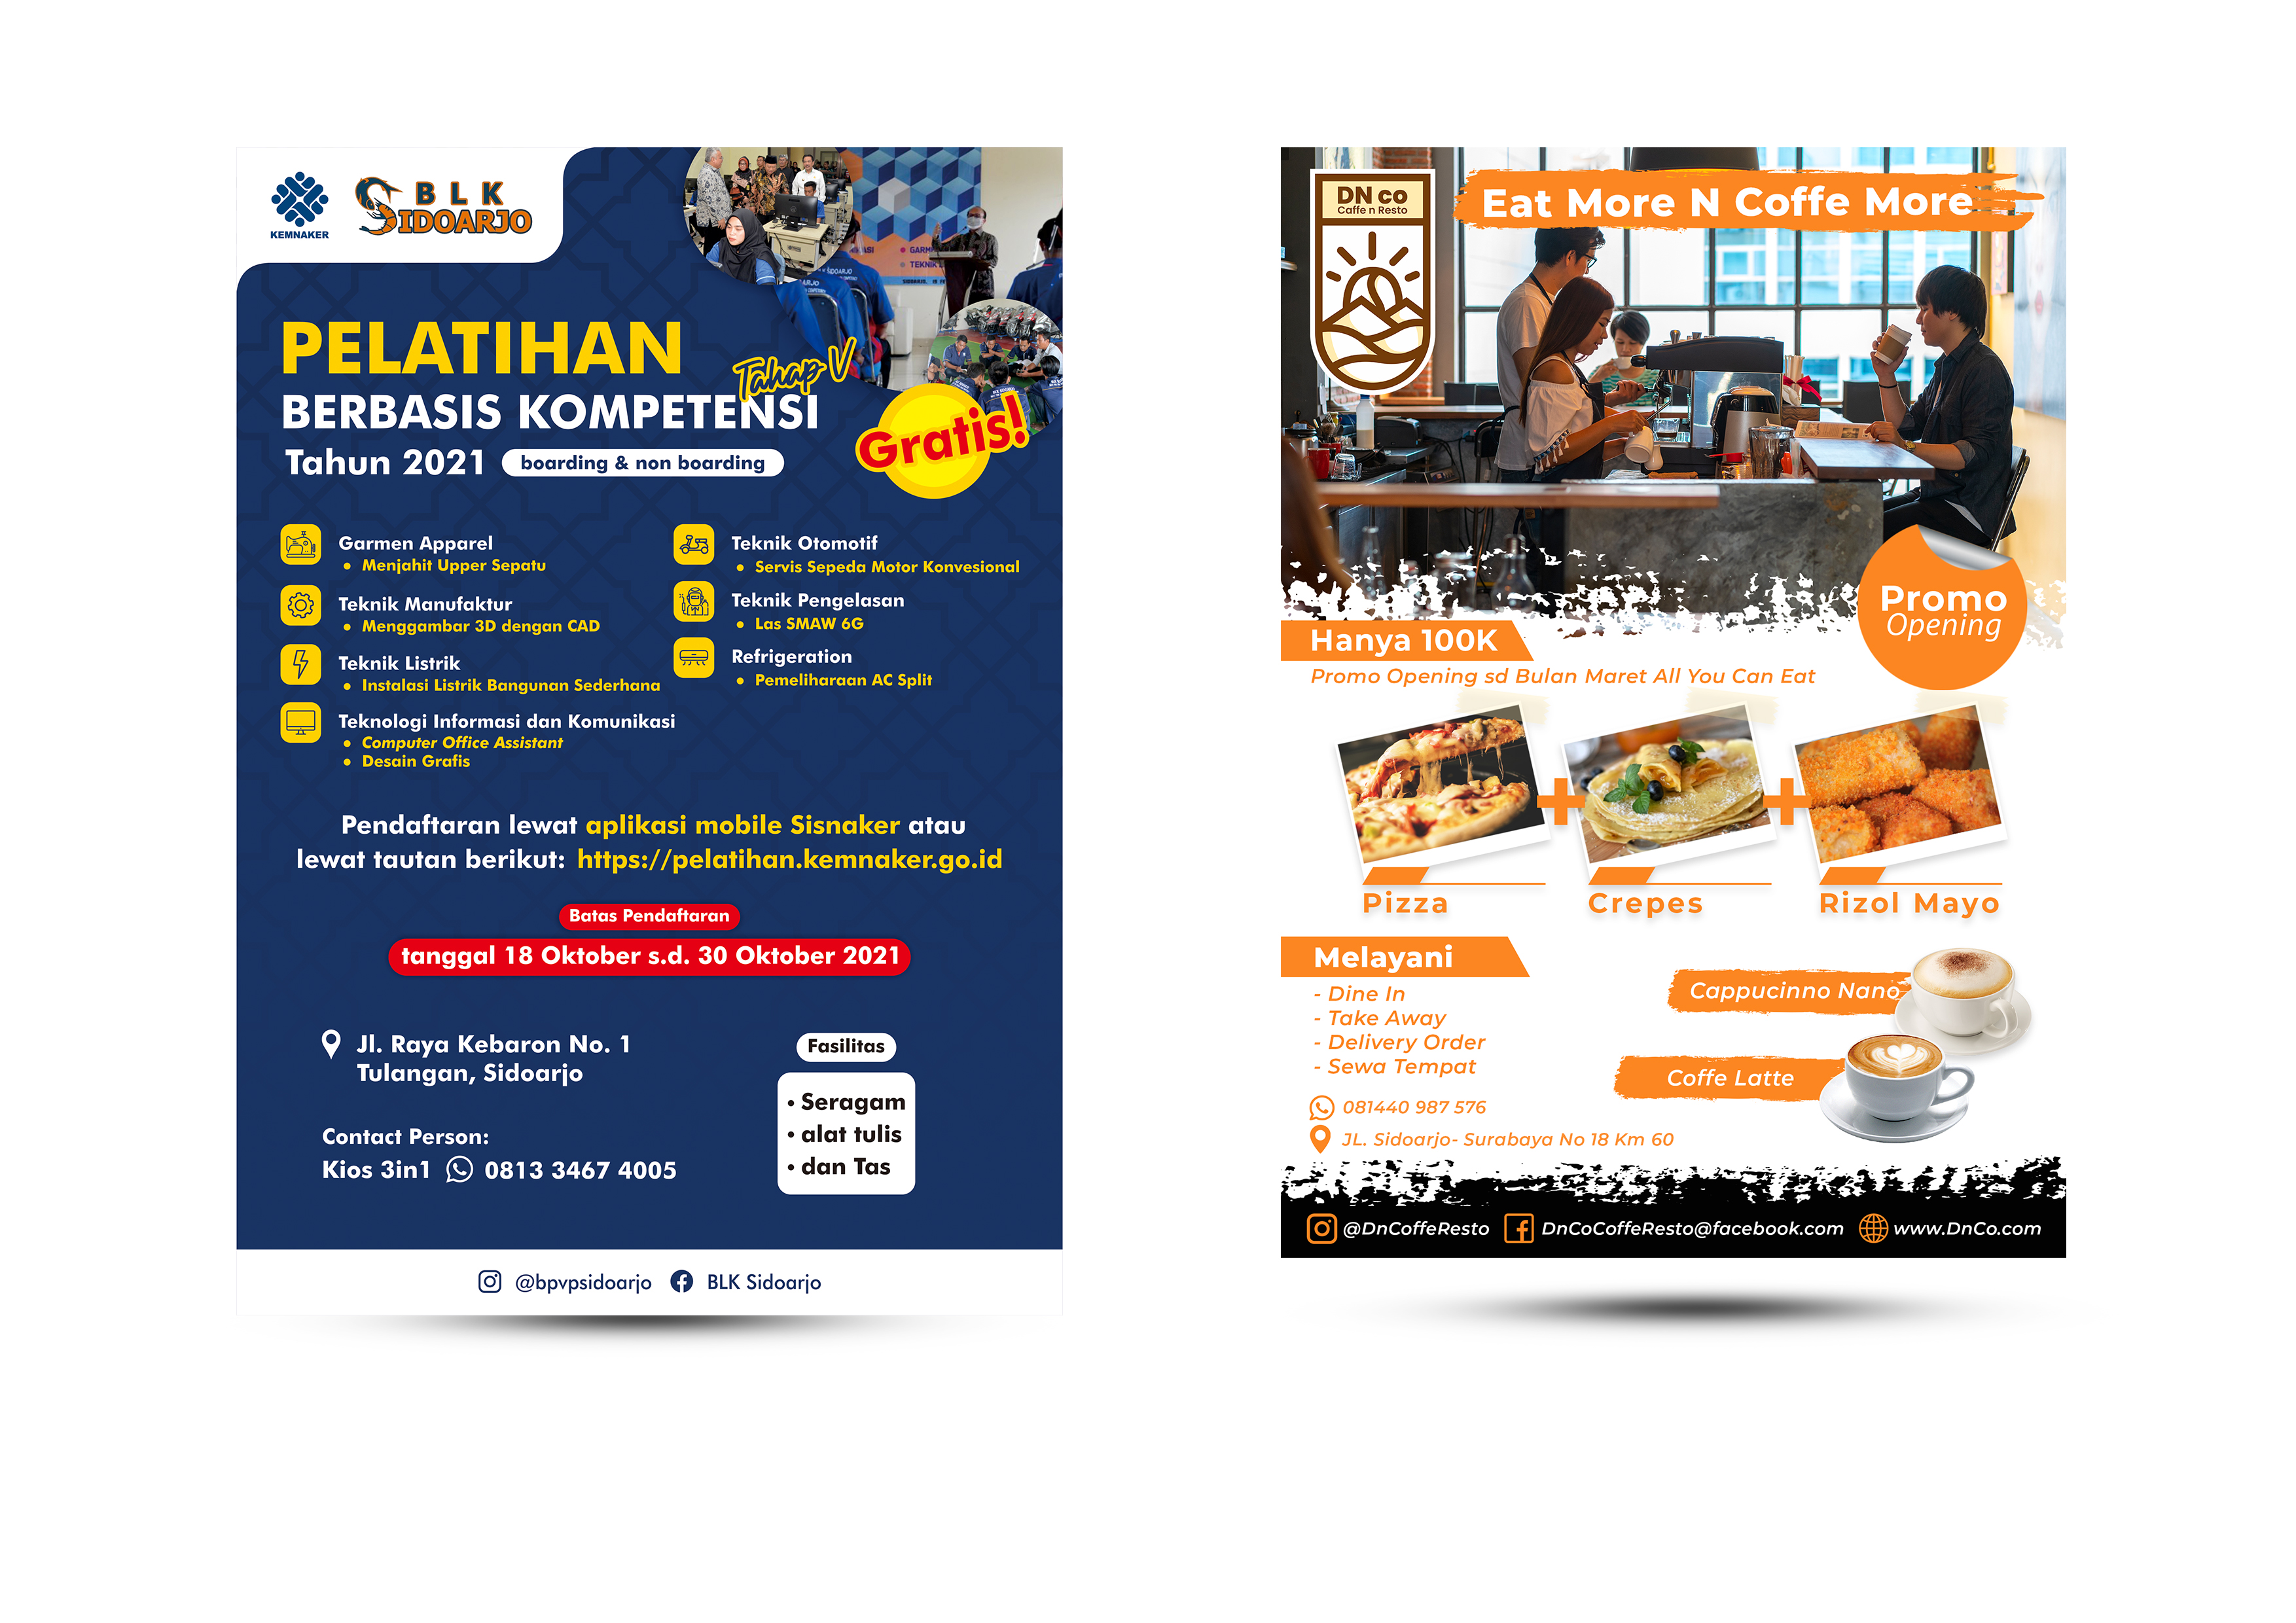 KEMNAKER
BLK
SIDOARJO
PELATIHAN
Tahap V
BERBASIS KOMPETENSI
Tahun 2021 boarding & non boarding
Gratis!
Garmen Apparel
• Menjahit Upper Sepatu
Teknik Manufaktur
• Menggambar 3D dengan CAD
Teknik Listrik
• Instalasi Listrik Bangunan Sederhana
Teknologi Informasi dan Komunikasi
• Computer Office Assistant
• Desain Grafis
Teknik Otomotif
• Servis Sepeda Motor Konvesional
Teknik Pengelasan
• Las SMAW 6G
Refrigeration
• Pemeliharaan AC Split
Pendaftaran lewat aplikasi mobile Sisnaker atau
lewat tautan berikut: https://pelatihan.kemnaker.go.id
Batas Pendaftaran
tanggal 18 Oktober s.d. 30 Oktober 2021
Jl. Raya Kebaron No. 1
Tulangan, Sidoarjo
Contact Person:
Kios 3in1 0813 3467 4005
Fasilitas
• Seragam
• alat tulis
• dan Tas
@bpvpsidoarjo BLK Sidoarjo
DN co
Caffe n Resto
Eat More N Coffe More
Promo
Opening
Hanya 100K
Promo Opening sd Bulan Maret All You Can Eat
Pizza
Crepes
Rizol Mayo
Melayani
- Dine In
- Take Away
- Delivery Order
- Sewa Tempat
Cappucinno Nano
Coffe Latte
081440 987 576
JL. Sidoarjo- Surabaya No 18 Km 60
@DnCoffeResto DnCoCoffeResto@facebook.com www.DnCo.com